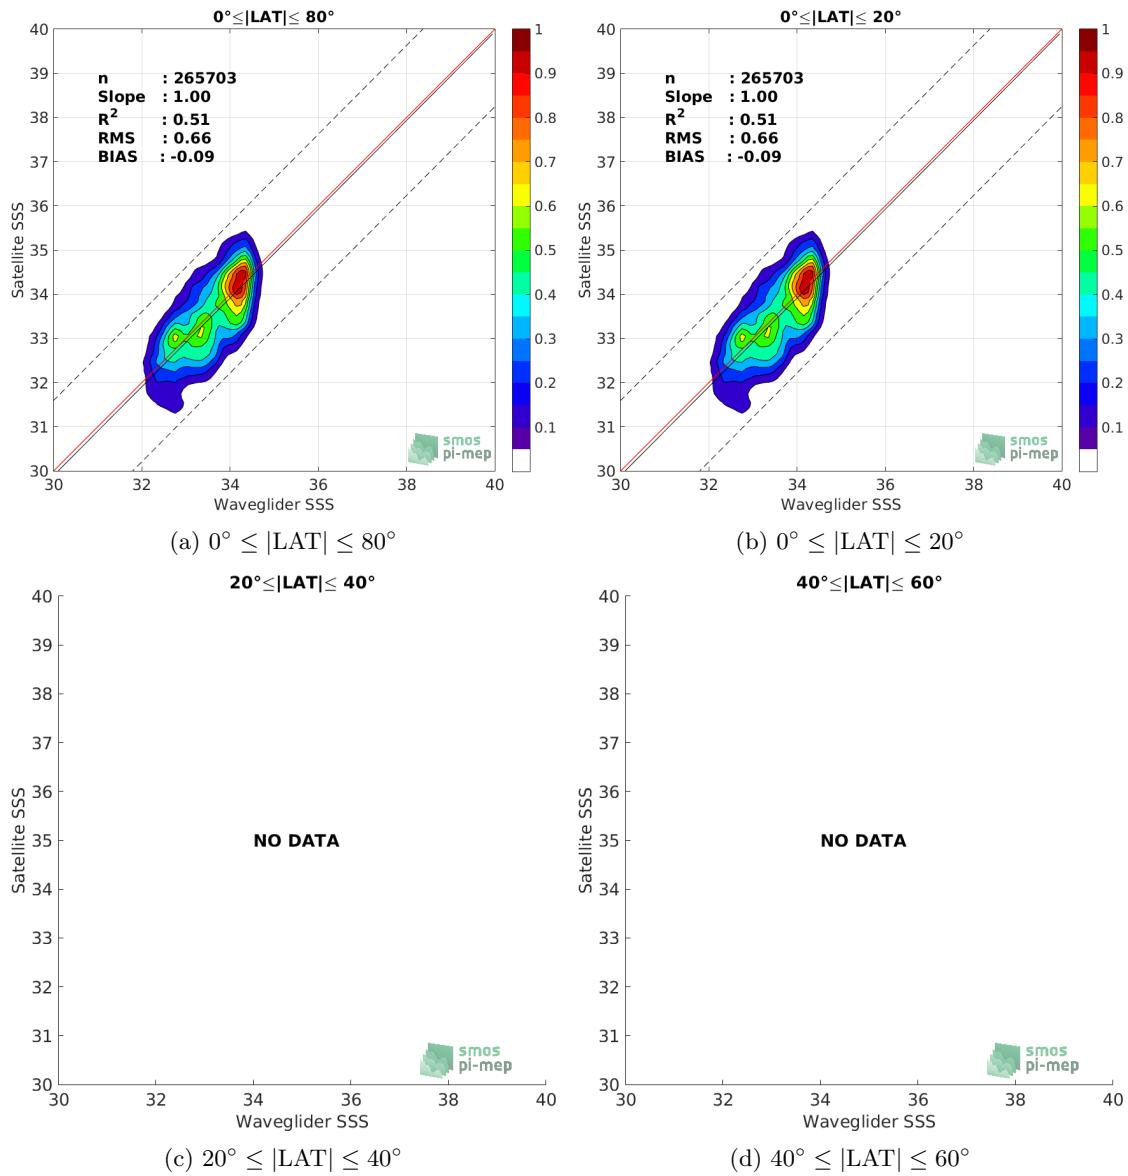 0°≤|LAT|≤ 80°
40
39
38
37
36
35
34
33
32
31
30
Satellite SSS
n : 265703
Slope : 1.00
R² : 0.51
RMS : 0.66
BIAS : -0.09
smos
pi-mep
30 32 34 36 38 40
Waveglider SSS
1
0.9
0.8
0.7
0.6
0.5
0.4
0.3
0.2
0.1
(a) 0° ≤ |LAT| ≤ 80°
0°≤|LAT|≤ 20°
40
39
38
37
36
35
34
33
32
31
30
Satellite SSS
n : 265703
Slope : 1.00
R² : 0.51
RMS : 0.66
BIAS : -0.09
smos
pi-mep
30 32 34 36 38 40
Waveglider SSS
1
0.9
0.8
0.7
0.6
0.5
0.4
0.3
0.2
0.1
(b) 0° ≤ |LAT| ≤ 20°
20°≤|LAT|≤ 40°
40
39
38
37
36
35
34
33
32
31
30
Satellite SSS
NO DATA
smos
pi-mep
30 32 34 36 38 40
Waveglider SSS
(c) 20° ≤ |LAT| ≤ 40°
40°≤|LAT|≤ 60°
40
39
38
37
36
35
34
33
32
31
30
Satellite SSS
NO DATA
smos
pi-mep
30 32 34 36 38 40
Waveglider SSS
(d) 40° ≤ |LAT| ≤ 60°